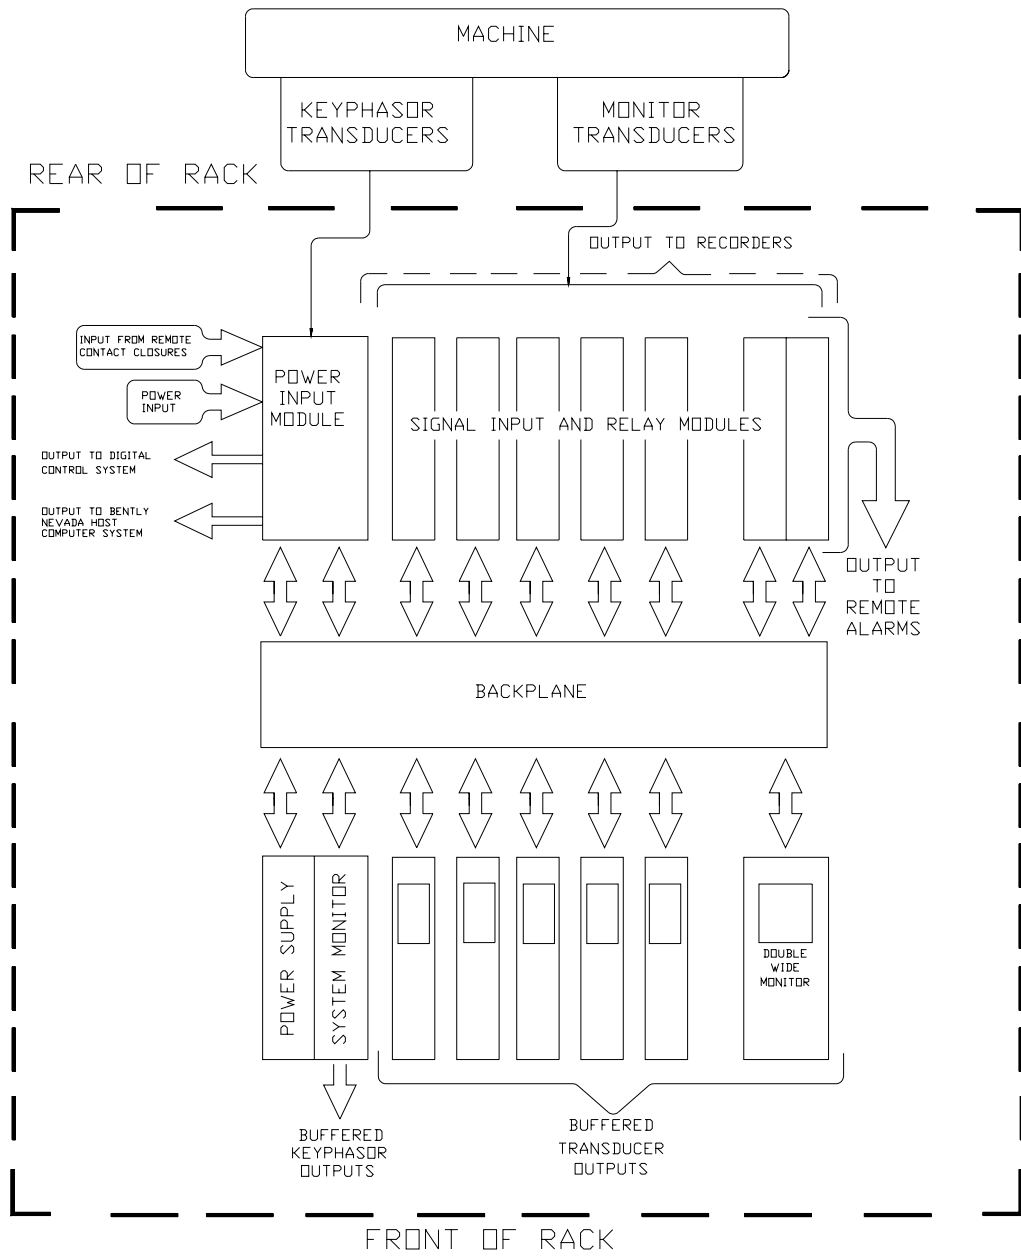 MACHINE
KEYPHASOR
TRANSDUCERS
MONITOR
TRANSDUCERS
REAR OF RACK
OUTPUT TO RECORDERS
INPUT FROM REMOTE
CONTACT CLOSURES
POWER
INPUT
OUTPUT TO DIGITAL
CONTROL SYSTEM
OUTPUT TO BENTLY
NEVADA HOST
COMPUTER SYSTEM
POWER
INPUT
MODULE
SIGNAL INPUT AND RELAY MODULES
OUTPUT
TO
REMOTE
ALARMS
BACKPLANE
POWER SUPPLY
SYSTEM MONITOR
DOUBLE
WIDE
MONITOR
BUFFERED
KEYPHASOR
OUTPUTS
BUFFERED
TRANSDUCER
OUTPUTS
FRONT OF RACK